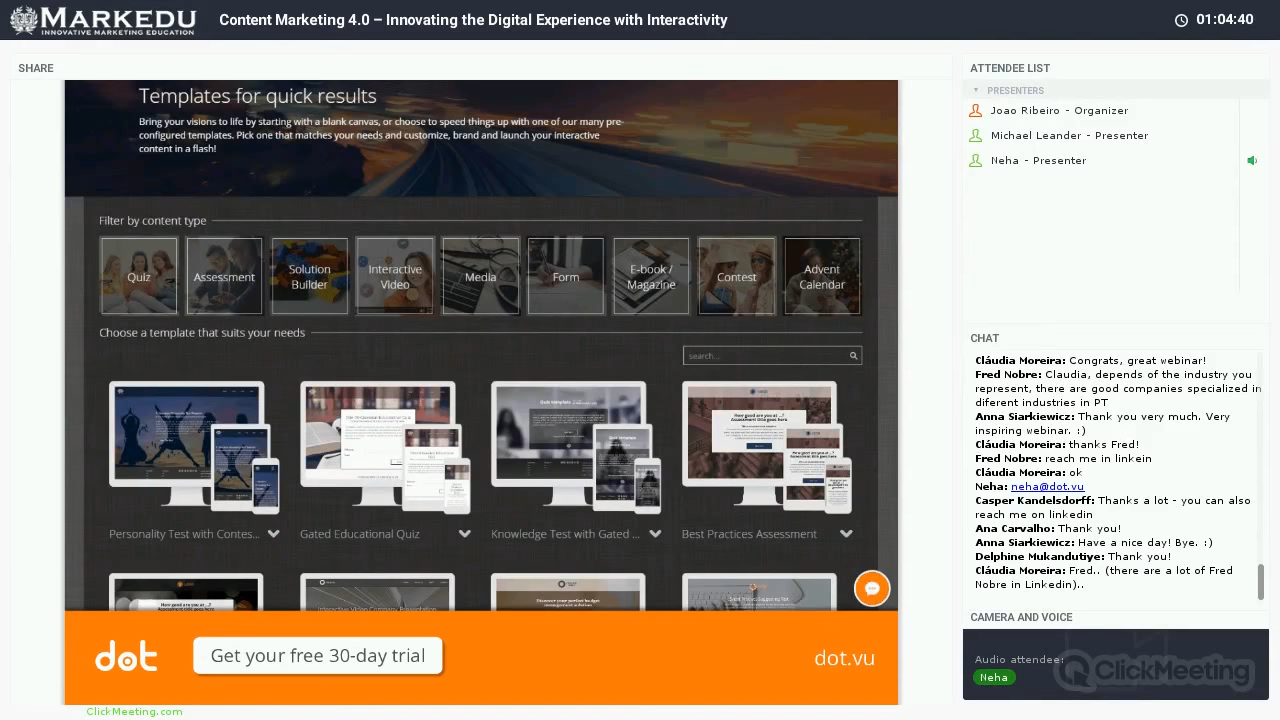 MARKEDU
INNOVATIVE MARKETING EDUCATION
Content Marketing 4.0 – Innovating the Digital Experience with Interactivity
01:04:40
SHARE
Templates for quick results
Bring your visions to life by starting with a blank canvas, or choose to speed things up with one of our many pre-
configured templates. Pick one that matches your needs and customize, brand and launch your interactive
content in a flash!
Filter by content type
Quiz
Assessment
Solution
Builder
Interactive
Video
Media
Form
E-book /
Magazine
Contest
Advent
Calendar
Choose a template that suits your needs
search...
Personality Test with Contes...
Gated Educational Quiz
Knowledge Test with Gated ...
Best Practices Assessment
dot
Get your free 30-day trial
dot.vu
ClickMeeting.com
ATTENDEE LIST
PRESENTERS
Joao Ribeiro - Organizer
Michael Leander - Presenter
Neha - Presenter
CHAT
Cláudia Moreira: Congrats, great webinar!
Fred Nobre: Claudia, depends of the industry you
represent, there are good companies specialized in
diferent industries in PT
Anna Siarkiewicz: Thank you very match. Very
inspiring webinar. :)
Cláudia Moreira: thanks Fred!
Fred Nobre: reach me in linkein
Cláudia Moreira: ok
Neha: neha@dot.vu
Casper Kandelsdorff: Thanks a lot - you can also
reach me on linkedin
Ana Carvalho: Thank you!
Anna Siarkiewicz: Have a nice day! Bye. :)
Delphine Mukandutiye: Thank you!
Cláudia Moreira: Fred.. (there are a lot of Fred
Nobre in Linkedin)..
CAMERA AND VOICE
Audio attendee:
Neha
ClickMeeting